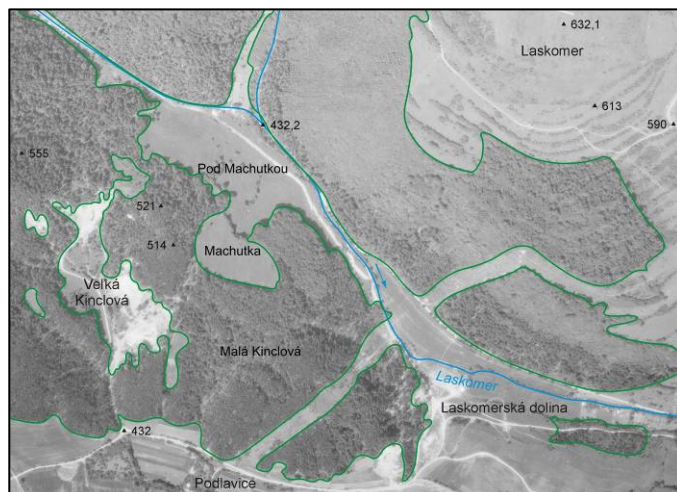 632,1
Laskomer
613
590
432,2
555
Pod Machutkou
521
514
Machutka
Veľká
Kinclová
Malá Kinclová
Laskomer
Laskomerská dolina
432
Podlavice